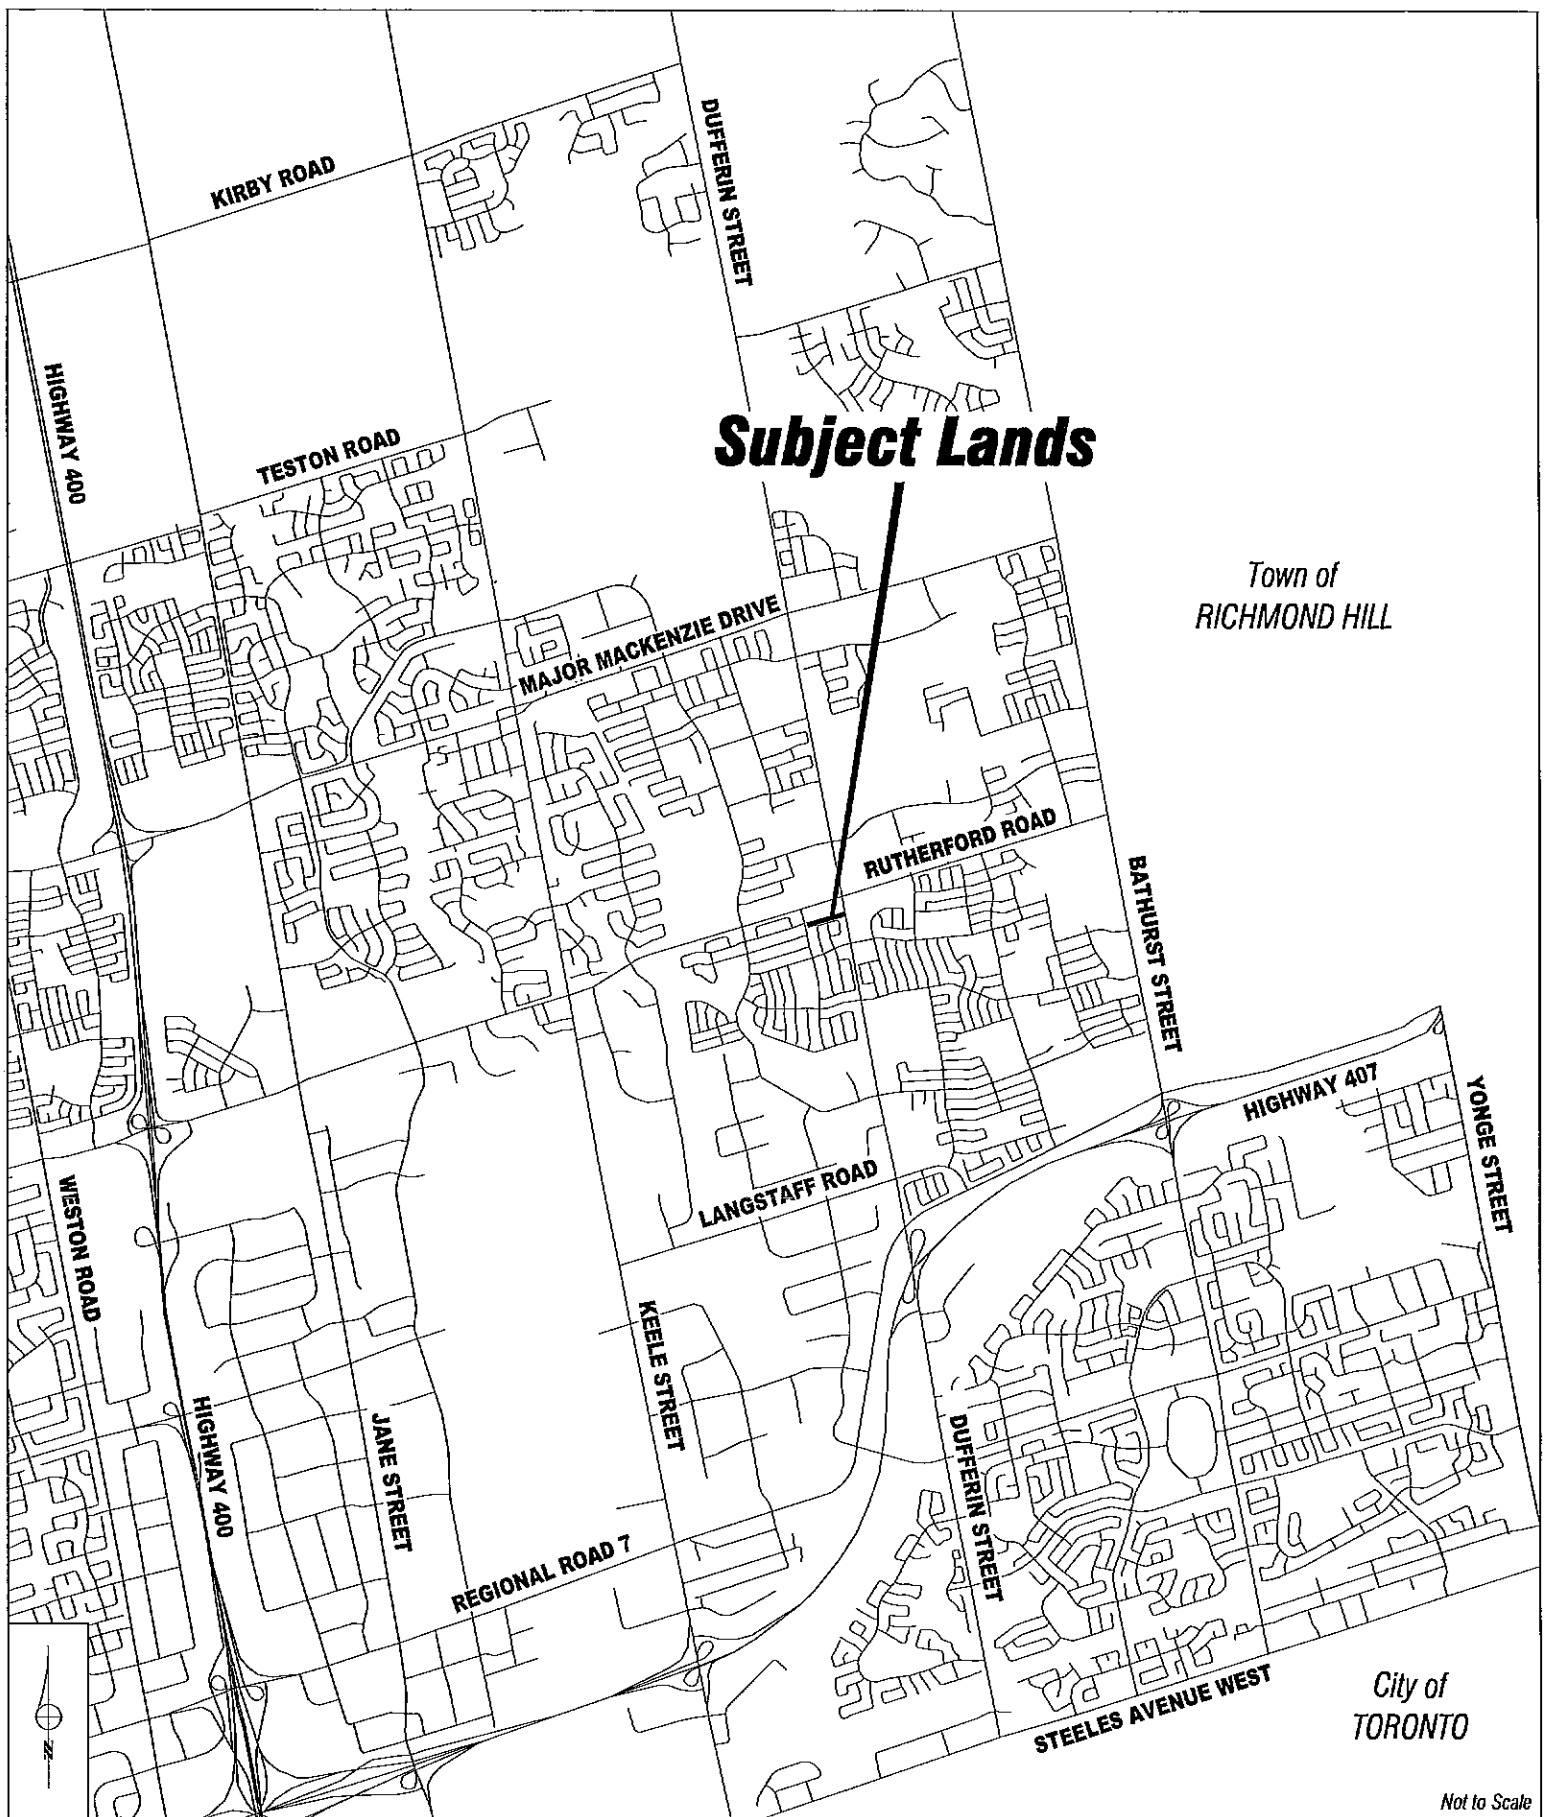 KIRBY ROAD
DUFFERIN STREET
HIGHWAY 400
TESTON ROAD
Subject Lands
Town of
RICHMOND HILL
MAJOR MACKENZIE DRIVE
RUTHERFORD ROAD
BATHURST STREET
HIGHWAY 407
YONGE STREET
WESTON ROAD
LANGSTAFF ROAD
KEELE STREET
HIGHWAY 400
JANE STREET
DUFFERIN STREET
REGIONAL ROAD 7
STEELES AVENUE WEST
City of
TORONTO
N
Not to Scale